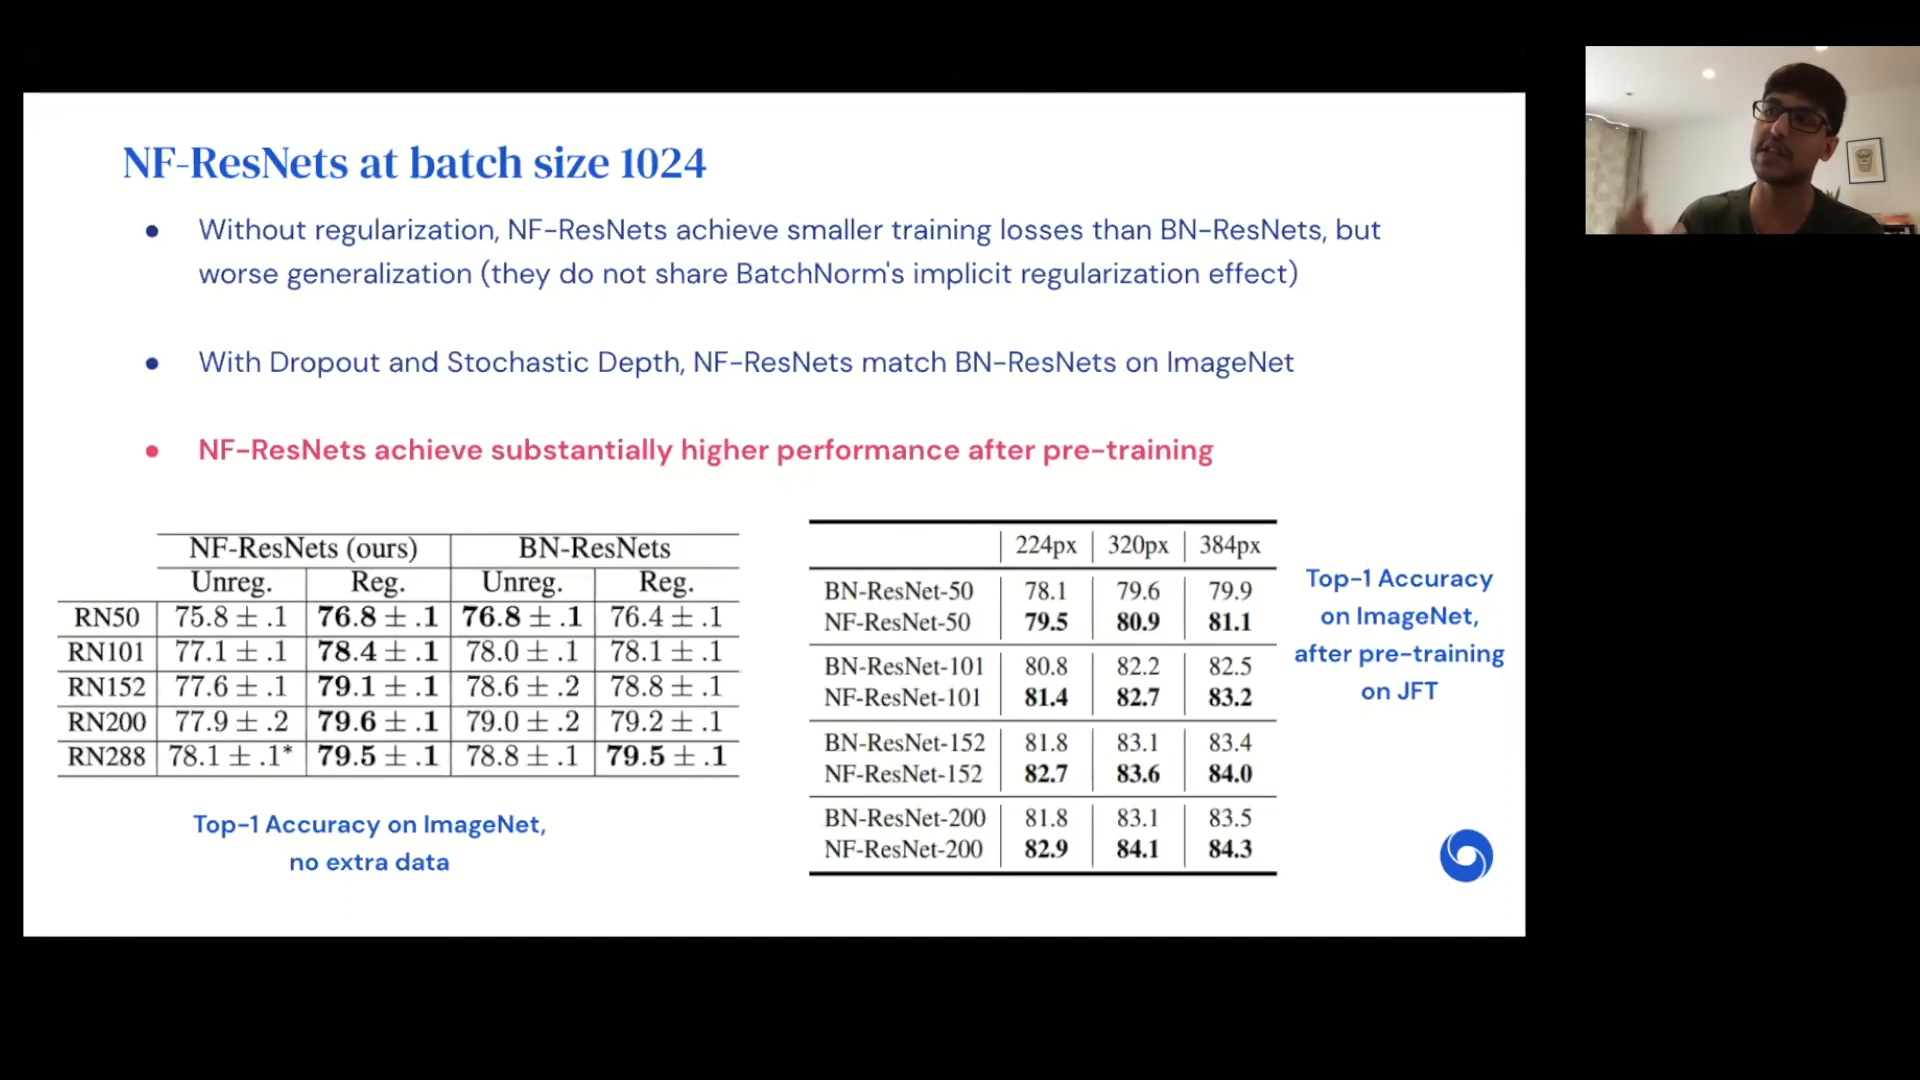 NF-ResNets at batch size 1024
● Without regularization, NF-ResNets achieve smaller training losses than BN-ResNets, but
worse generalization (they do not share BatchNorm's implicit regularization effect)
● With Dropout and Stochastic Depth, NF-ResNets match BN-ResNets on ImageNet
● NF-ResNets achieve substantially higher performance after pre-training
NF-ResNets (ours) BN-ResNets
Unreg. Reg. Unreg. Reg.
RN50 75.8 ± .1 76.8 ± .1 76.8 ± .1 76.4 ± .1
RN101 77.1 ± .1 78.4 ± .1 78.0 ± .1 78.1 ± .1
RN152 77.6 ± .1 79.1 ± .1 78.6 ± .2 78.8 ± .1
RN200 77.9 ± .2 79.6 ± .1 79.0 ± .2 79.2 ± .1
RN288 78.1 ± .1* 79.5 ± .1 78.8 ± .1 79.5 ± .1
Top-1 Accuracy on ImageNet,
no extra data
224px 320px 384px
BN-ResNet-50 78.1 79.6 79.9
NF-ResNet-50 79.5 80.9 81.1
BN-ResNet-101 80.8 82.2 82.5
NF-ResNet-101 81.4 82.7 83.2
BN-ResNet-152 81.8 83.1 83.4
NF-ResNet-152 82.7 83.6 84.0
BN-ResNet-200 81.8 83.1 83.5
NF-ResNet-200 82.9 84.1 84.3
Top-1 Accuracy
on ImageNet,
after pre-training
on JFT